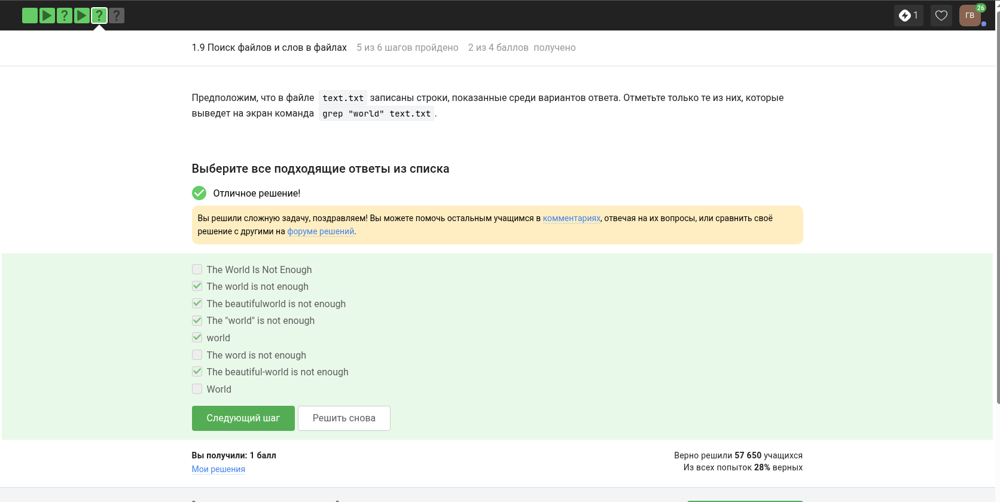 ? ? ? 1 ГВ 26
1.9 Поиск файлов и слов в файлах 5 из 6 шагов пройдено 2 из 4 баллов получено
Предположим, что в файле text.txt записаны строки, показанные среди вариантов ответа. Отметьте только те из них, которые
выведет на экран команда grep "world" text.txt.
Выберите все подходящие ответы из списка
Отличное решение!
Вы решили сложную задачу, поздравляем! Вы можете помочь остальным учащимся в комментариях, отвечая на их вопросы, или сравнить своё
решение с другими на форуме решений.
The World Is Not Enough
The world is not enough
The beautifulworld is not enough
The "world" is not enough
world
The word is not enough
The beautiful-world is not enough
World
Следующий шаг Решить снова
Вы получили: 1 балл
Мои решения
Верно решили 57 650 учащихся
Из всех попыток 28% верных